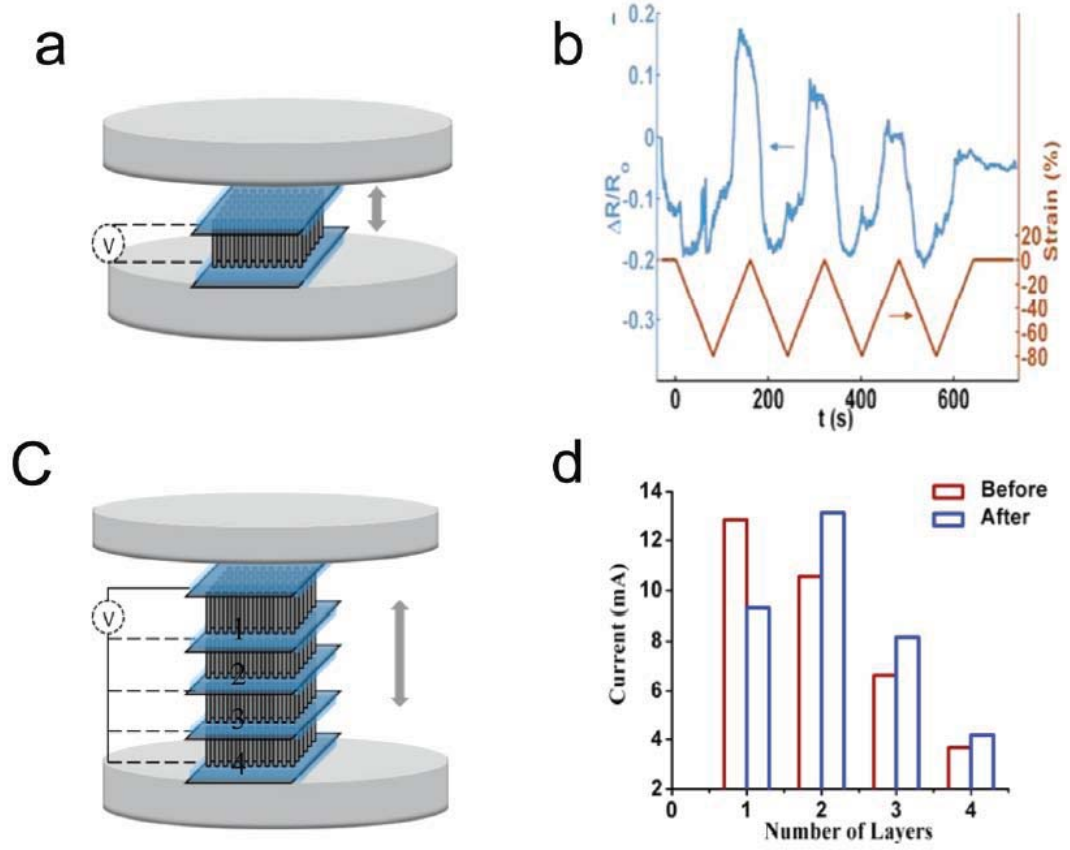 a
V
b
0.2
0.1
0
-0.1
-0.2
-0.3
ΔR/Ro
20
0
-20
-40
-60
-80
Strain (%)
0 200 400 600
t (s)
C
V
1
2
3
4
d
Before
After
14
12
10
8
6
4
2
Current (mA)
0 1 2 3 4
Number of Layers